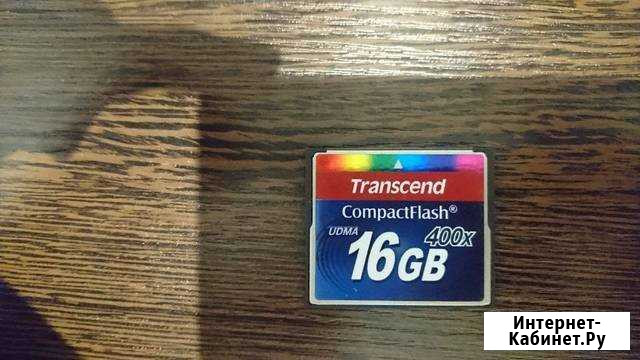 Transcend
CompactFlash®
UDMA 400x
16GB
Интернет-
Кабинет.Ру